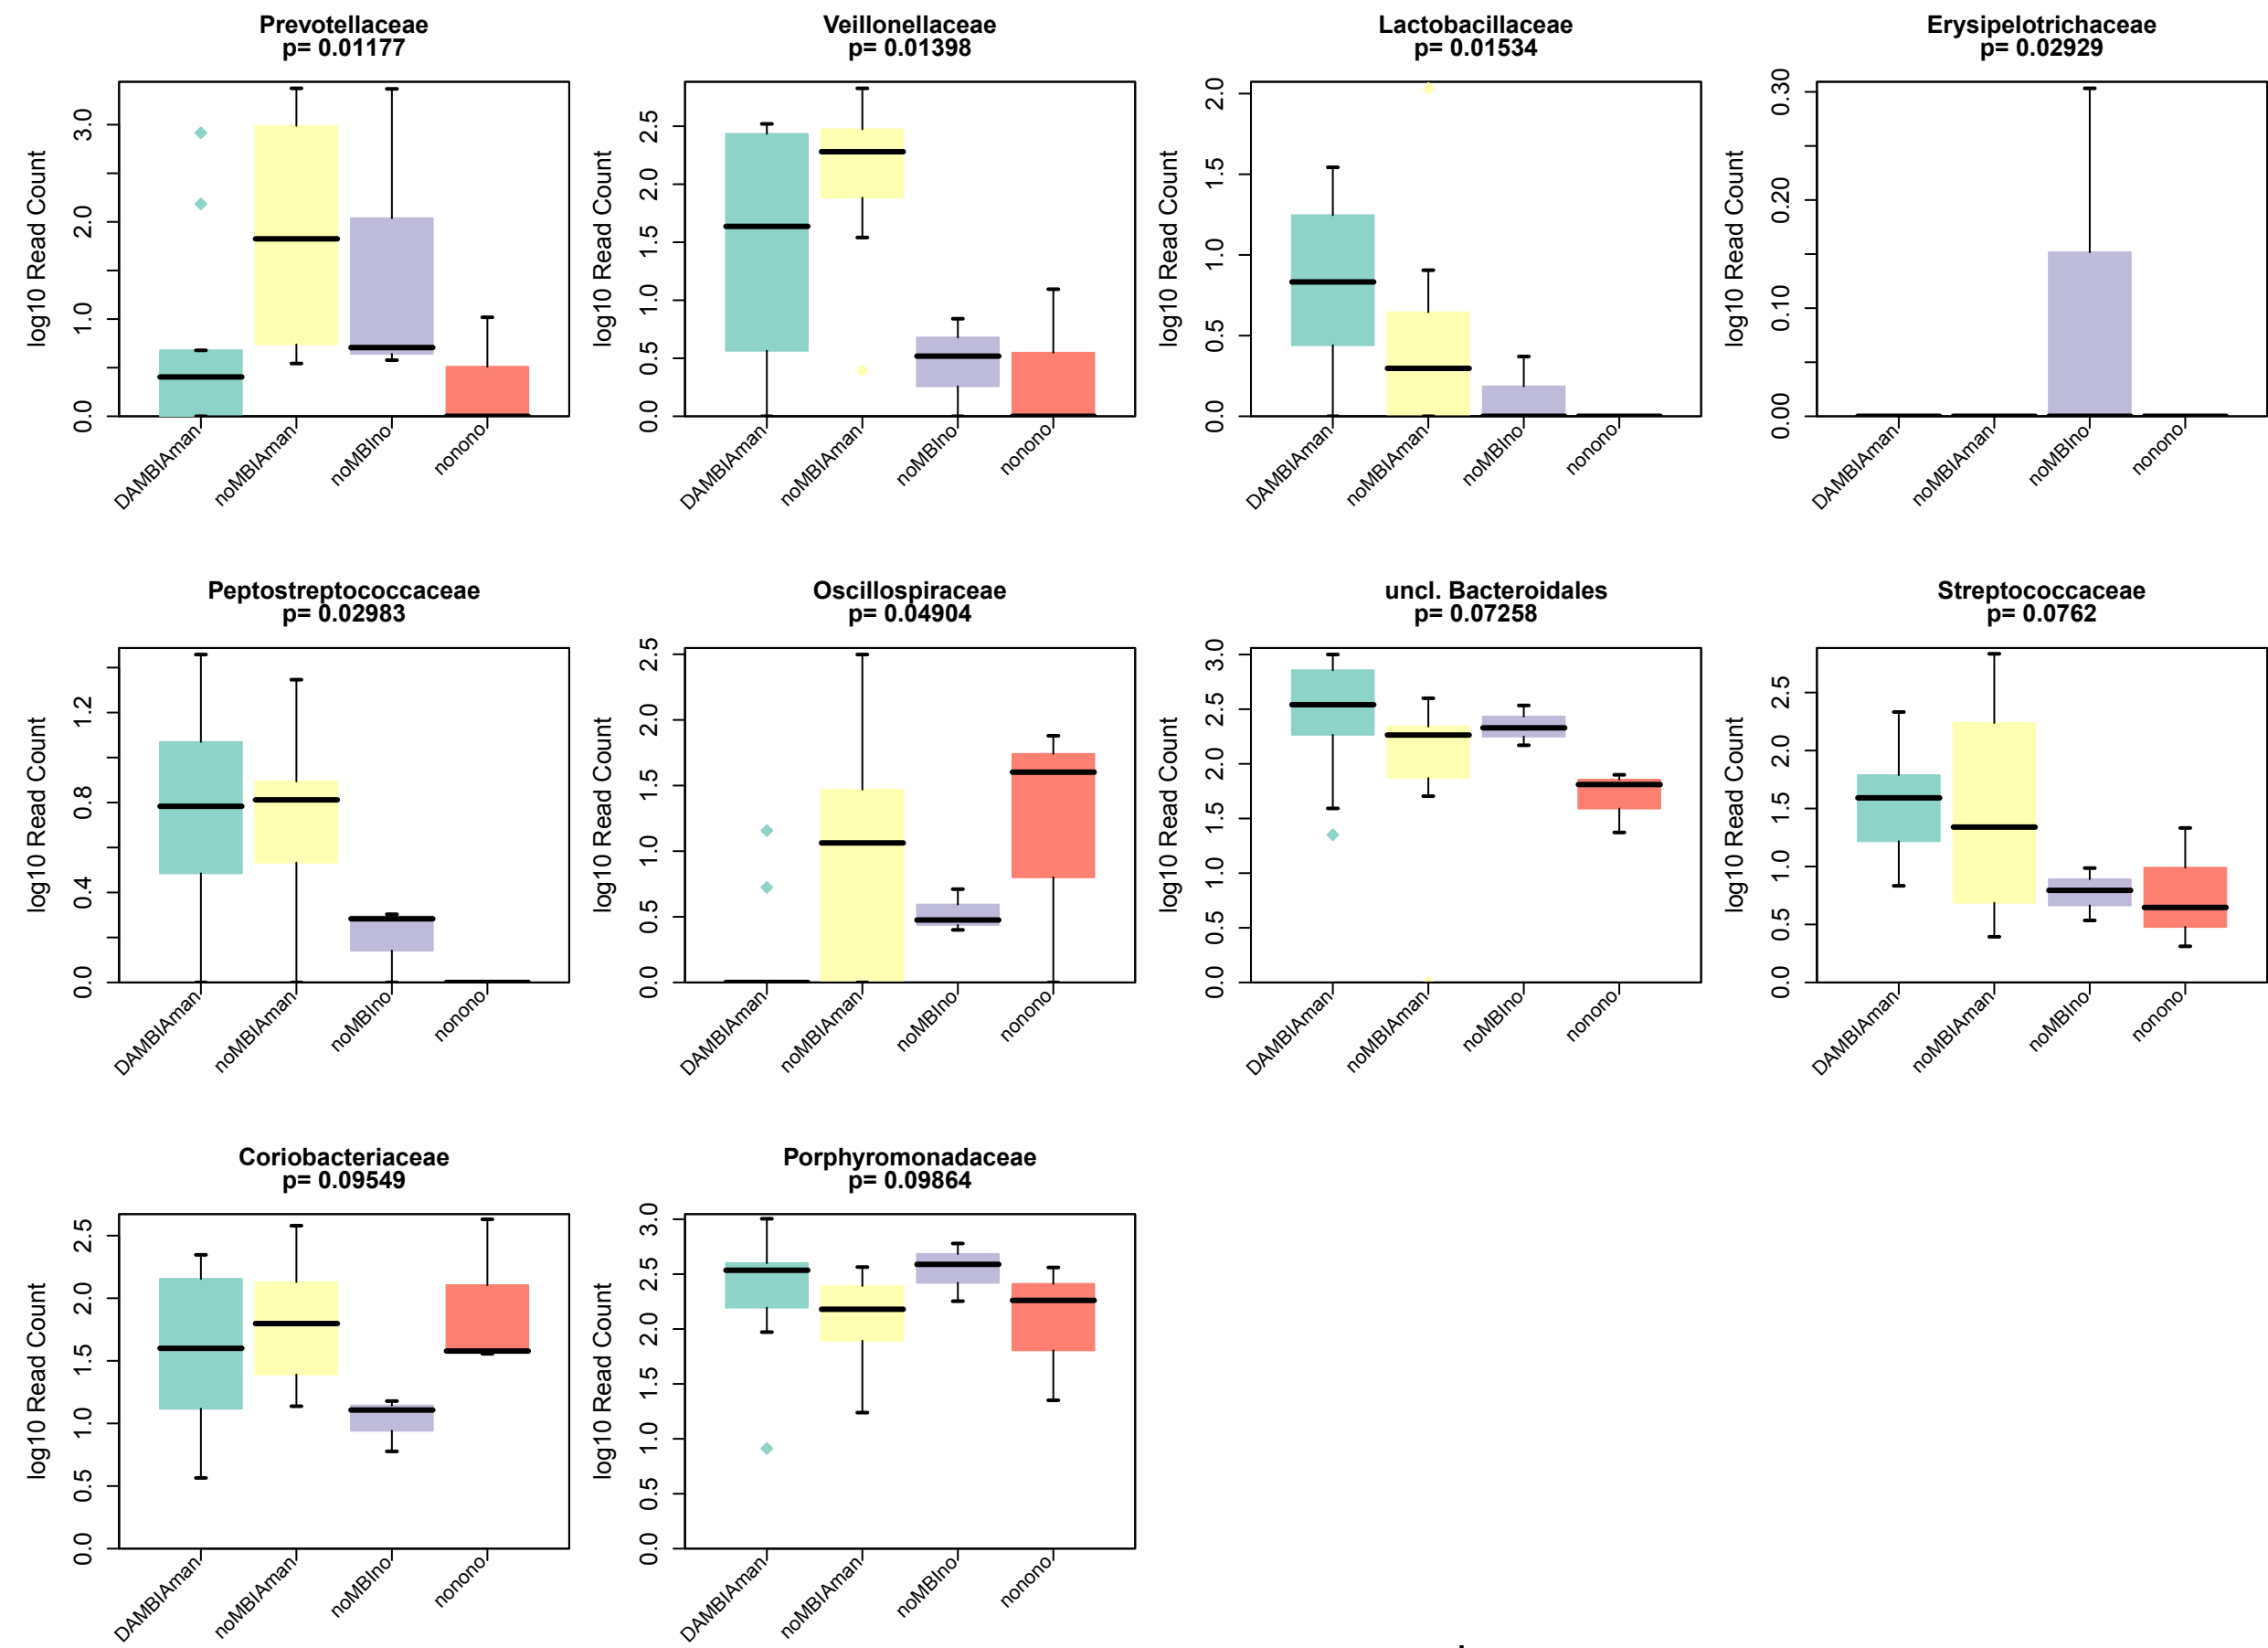 Prevotellaceae
p= 0.01177
log10 Read Count
0.0 1.0 2.0 3.0
DAMBIAman noMBIAman noMBIno nonono
Veillonellaceae
p= 0.01398
log10 Read Count
0.0 0.5 1.0 1.5 2.0 2.5
DAMBIAman noMBIAman noMBIno nonono
Lactobacillaceae
p= 0.01534
log10 Read Count
0.0 0.5 1.0 1.5 2.0
DAMBIAman noMBIAman noMBIno nonono
Erysipelotrichaceae
p= 0.02929
log10 Read Count
0.00 0.10 0.20 0.30
DAMBIAman noMBIAman noMBIno nonono
Peptostreptococcaceae
p= 0.02983
log10 Read Count
0.0 0.4 0.8 1.2
DAMBIAman noMBIAman noMBIno nonono
Oscillospiraceae
p= 0.04904
log10 Read Count
0.0 0.5 1.0 1.5 2.0 2.5
DAMBIAman noMBIAman noMBIno nonono
uncl. Bacteroidales
p= 0.07258
log10 Read Count
0.0 0.5 1.0 1.5 2.0 2.5 3.0
DAMBIAman noMBIAman noMBIno nonono
Streptococcaceae
p= 0.0762
log10 Read Count
0.0 0.5 1.0 1.5 2.0 2.5
DAMBIAman noMBIAman noMBIno nonono
Coriobacteriaceae
p= 0.09549
log10 Read Count
0.0 0.5 1.0 1.5 2.0 2.5
DAMBIAman noMBIAman noMBIno nonono
Porphyromonadaceae
p= 0.09864
log10 Read Count
0.0 0.5 1.0 1.5 2.0 2.5 3.0
DAMBIAman noMBIAman noMBIno nonono